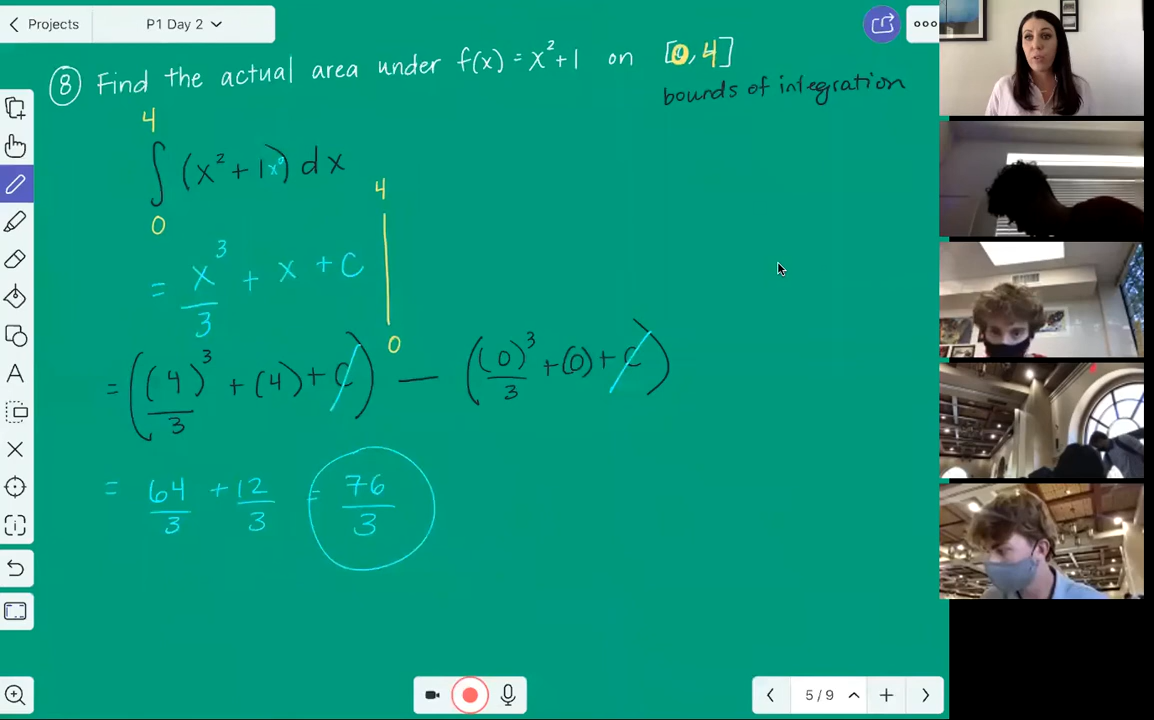 Projects P1 Day 2
8 Find the actual area under f(x) = x² + 1 on [0, 4]
bounds of integration
4
∫ (x² + 1x⁰) dx
0
4
= x³/3 + x + C |
0
= ((4)³/3 + (4) + C) — ((0)³/3 + (0) + C)
= 64/3 + 12/3 = 76/3
A
5 / 9